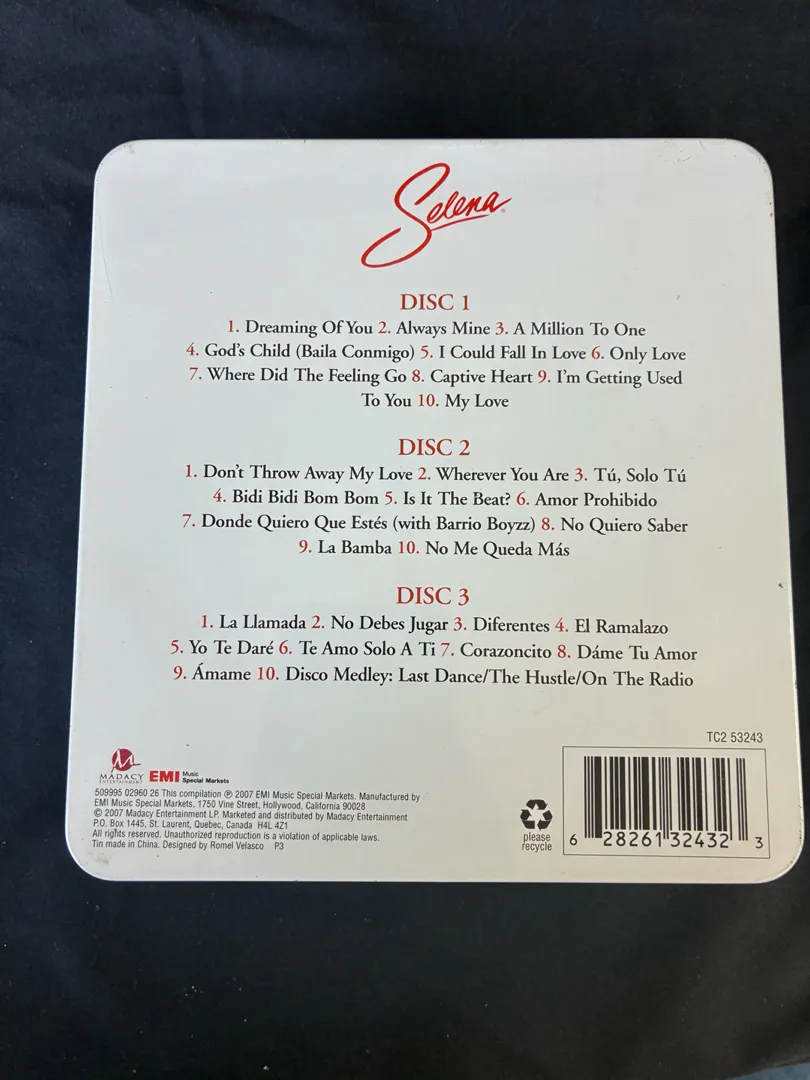 Selena
DISC 1
1. Dreaming Of You 2. Always Mine 3. A Million To One
4. God's Child (Baila Conmigo) 5. I Could Fall In Love 6. Only Love
7. Where Did The Feeling Go 8. Captive Heart 9. I'm Getting Used
To You 10. My Love
DISC 2
1. Don't Throw Away My Love 2. Wherever You Are 3. Tú, Solo Tú
4. Bidi Bidi Bom Bom 5. Is It The Beat? 6. Amor Prohibido
7. Donde Quiero Que Estés (with Barrio Boyzz) 8. No Quiero Saber
9. La Bamba 10. No Me Queda Más
DISC 3
1. La Llamada 2. No Debes Jugar 3. Diferentes 4. El Ramalazo
5. Yo Te Daré 6. Te Amo Solo A Ti 7. Corazoncito 8. Dáme Tu Amor
9. Ámame 10. Disco Medley: Last Dance/The Hustle/On The Radio
TC2 53243
MADACY
ENTERTAINMENT
EMI Music
Special Markets
509995 02960 26 This compilation ℗ 2007 EMI Music Special Markets. Manufactured by
EMI Music Special Markets, 1750 Vine Street, Hollywood, California 90028
© 2007 Madacy Entertainment LP. Marketed and distributed by Madacy Entertainment
P.O. Box 1445, St. Laurent, Quebec, Canada H4L 4Z1
All rights reserved. Unauthorized reproduction is a violation of applicable laws.
Tin made in China. Designed by Romel Velasco P3
please
recycle
6 28261 32432 3